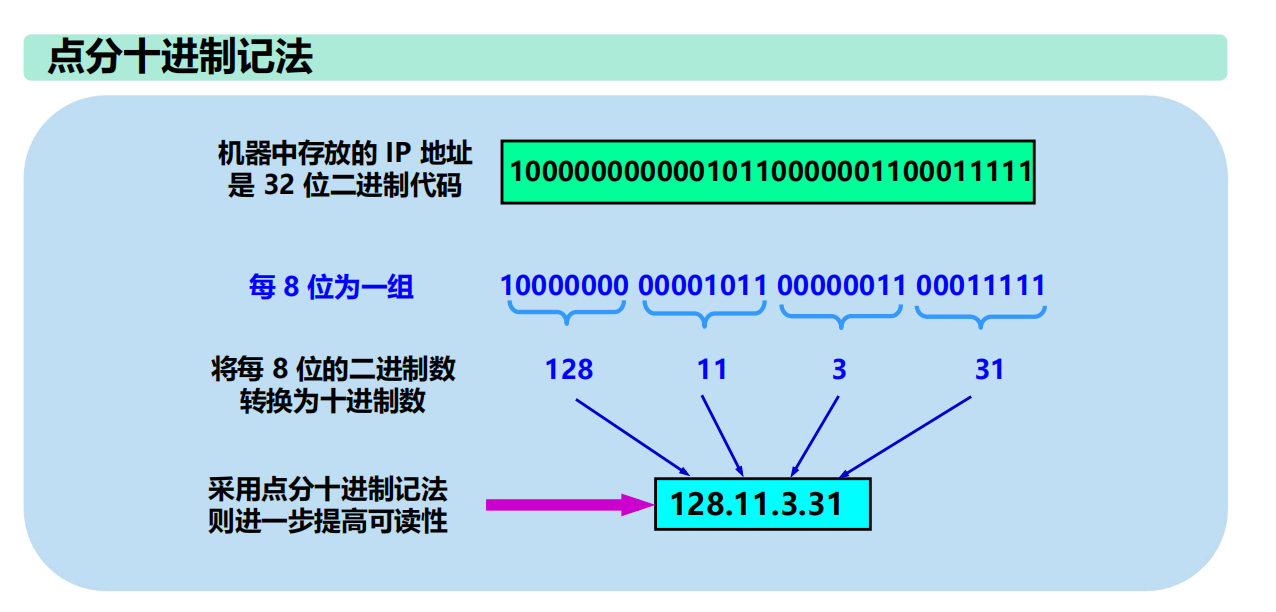 点分十进制记法
机器中存放的 IP 地址
是 32 位二进制代码
10000000000010110000001100011111
每 8 位为一组
10000000 00001011 00000011 00011111
将每 8 位的二进制数
转换为十进制数
128 11 3 31
采用点分十进制记法
则进一步提高可读性
128.11.3.31